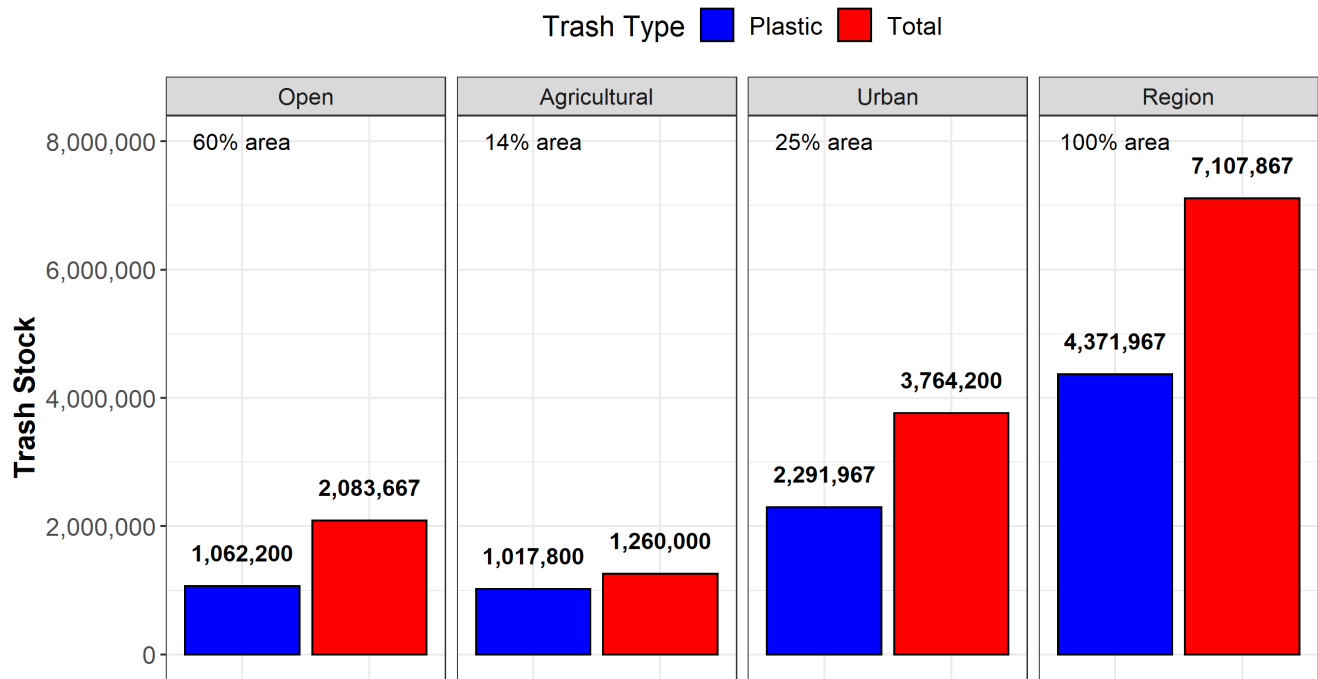 Trash Type Plastic Total
Open Agricultural Urban Region
8,000,000 60% area 14% area 25% area 100% area
7,107,867
6,000,000
4,371,967
4,000,000 3,764,200
2,291,967
2,083,667
2,000,000
1,062,200 1,017,800 1,260,000
0
Trash Stock